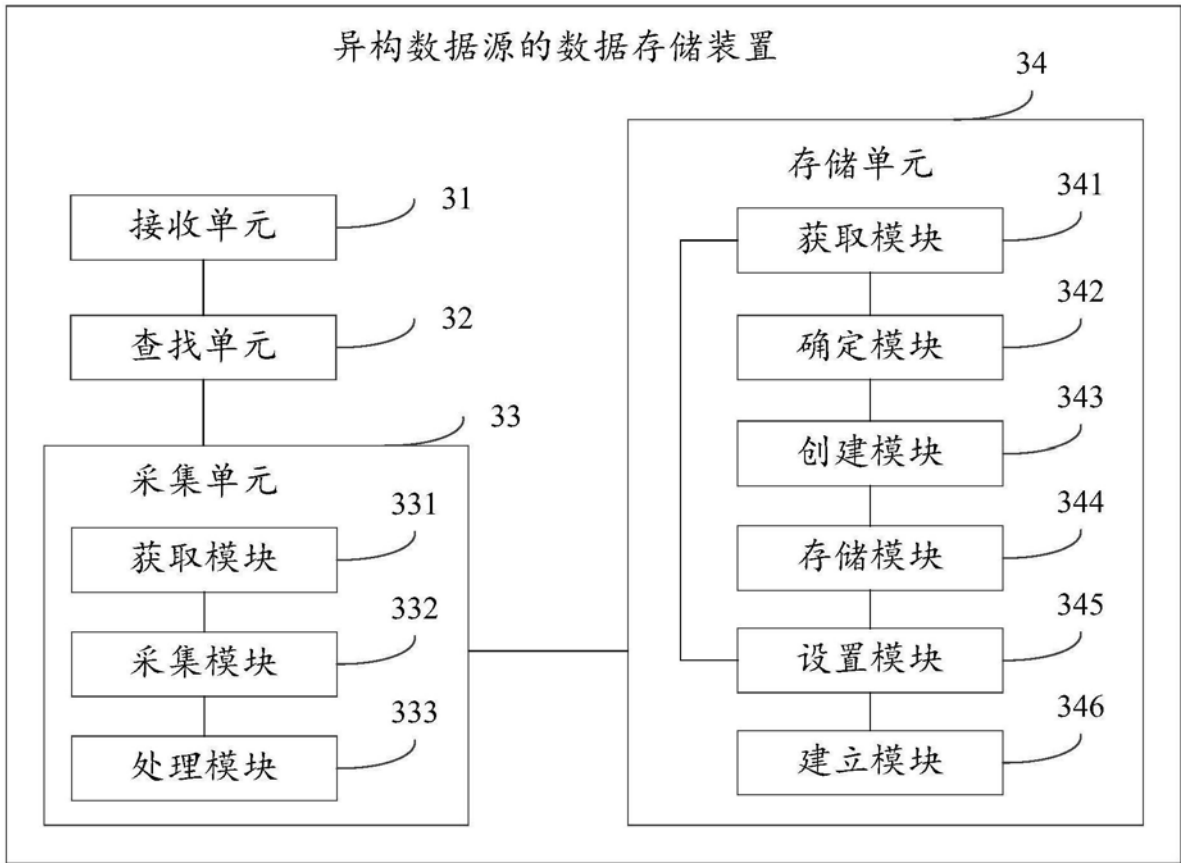 异构数据源的数据存储装置
接收单元
31
查找单元
32
33
采集单元
获取模块
331
采集模块
332
处理模块
333
34
存储单元
获取模块
341
确定模块
342
创建模块
343
存储模块
344
设置模块
345
建立模块
346